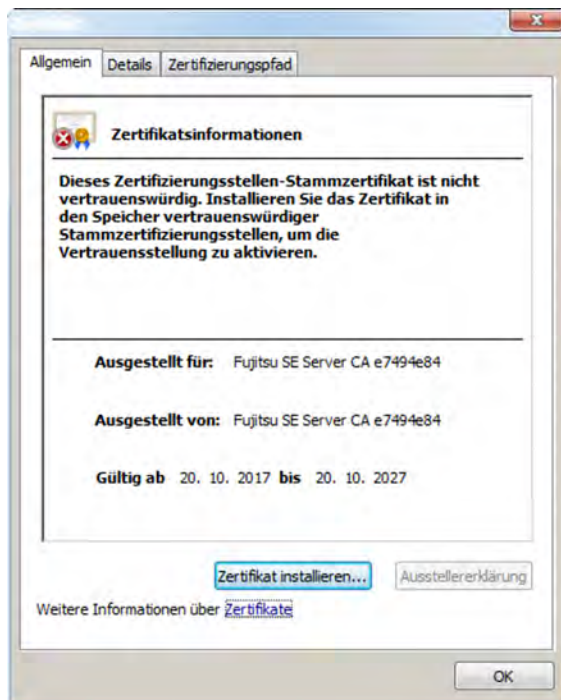 Allgemein Details Zertifizierungspfad
Zertifikatsinformationen
Dieses Zertifizierungsstellen-Stammzertifikat ist nicht
vertrauenswürdig. Installieren Sie das Zertifikat in
den Speicher vertrauenswürdiger
Stammzertifizierungsstellen, um die
Vertrauensstellung zu aktivieren.
Ausgestellt für: Fujitsu SE Server CA e7494e84
Ausgestellt von: Fujitsu SE Server CA e7494e84
Gültig ab 20. 10. 2017 bis 20. 10. 2027
Zertifikat installieren... Ausstellererklärung
Weitere Informationen über Zertifikate
OK